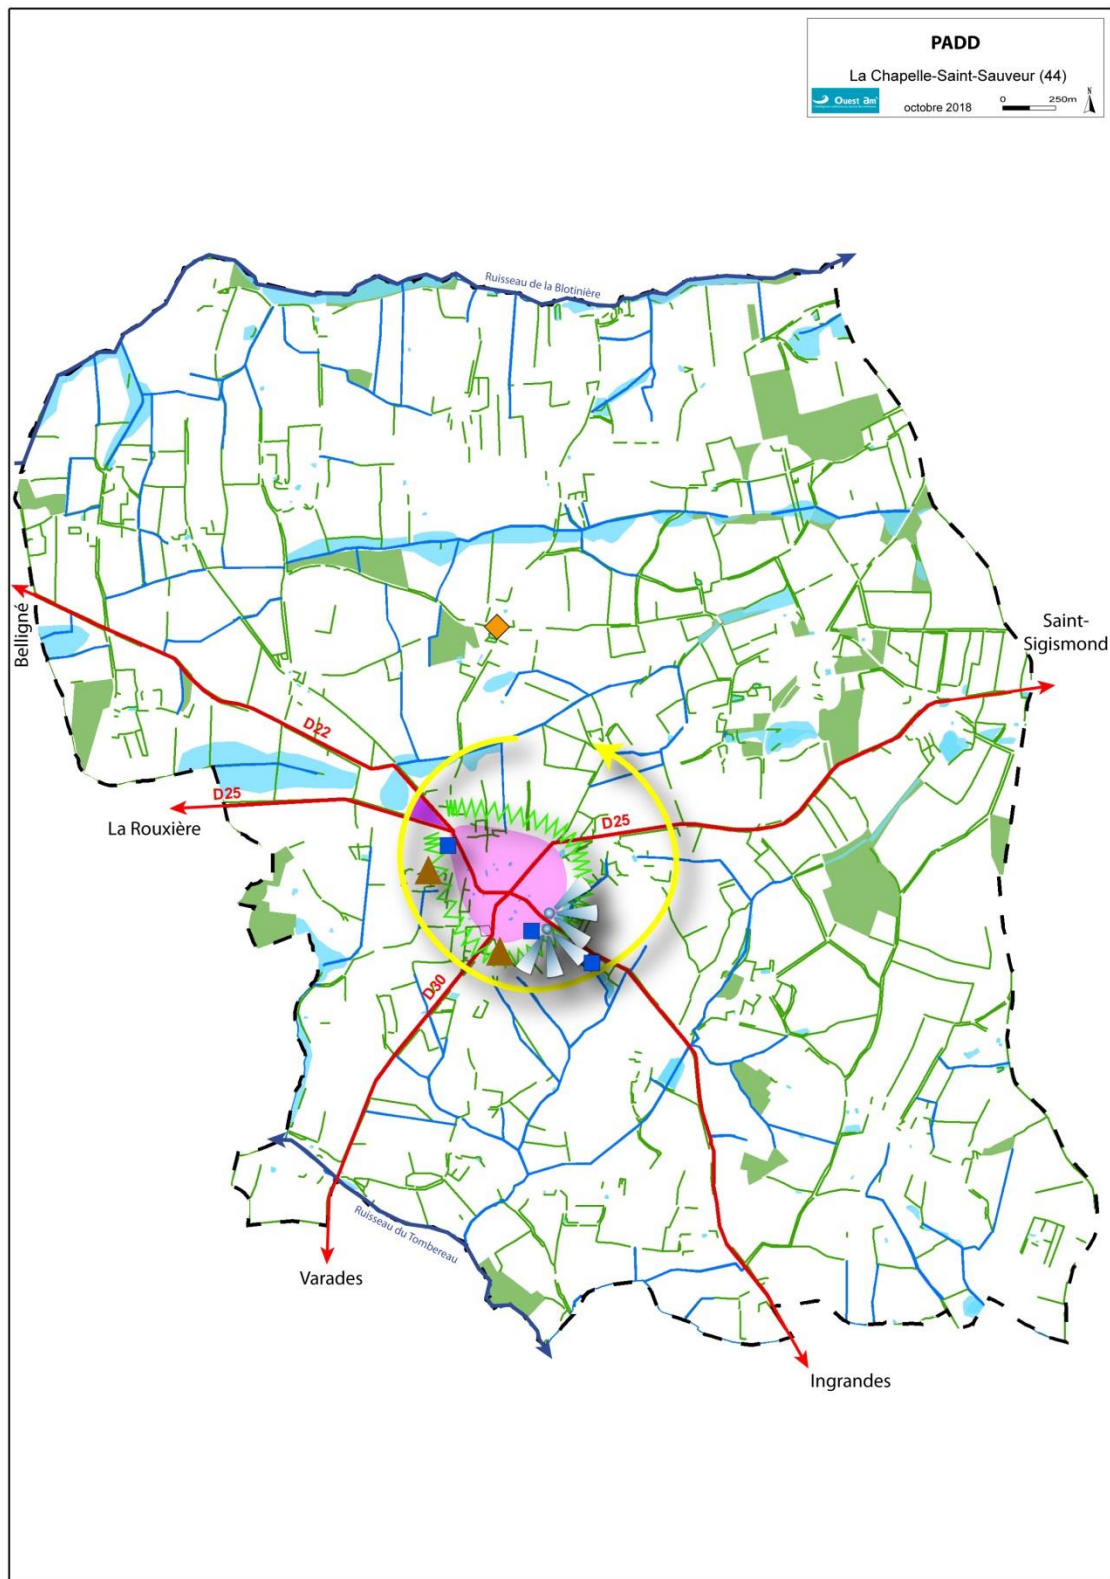 PADD
La Chapelle-Saint-Sauveur (44)
Ouest am'
octobre 2018
0 250m
N
Ruisseau de la Blotinière
Belligné
Saint-
Sigismond
D22
D25
La Rouxière
D25
D30
Ruisseau du Tombereau
Varades
Ingrandes